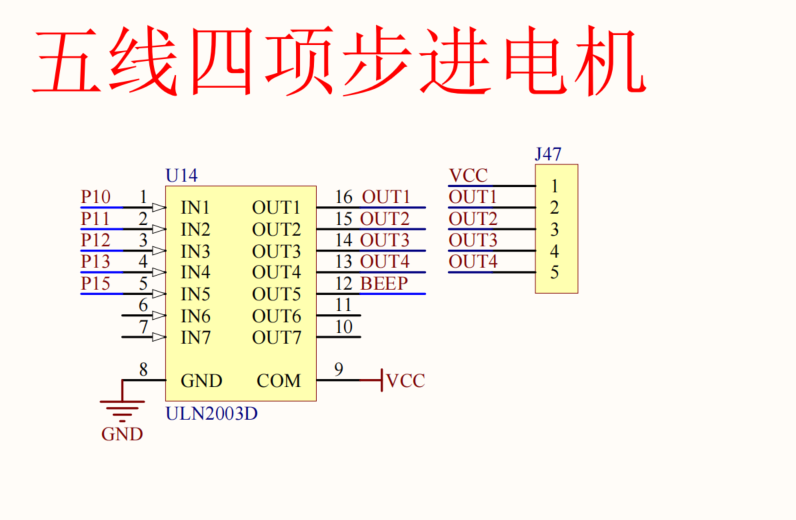 五线四项步进电机
U14
J47
P10 1 IN1 OUT1 16 OUT1
P11 2 IN2 OUT2 15 OUT2
P12 3 IN3 OUT3 14 OUT3
P13 4 IN4 OUT4 13 OUT4
P15 5 IN5 OUT5 12 BEEP
6 IN6 OUT6 11
7 IN7 OUT7 10
8 GND COM 9 VCC
ULN2003D
GND
VCC 1
OUT1 2
OUT2 3
OUT3 4
OUT4 5